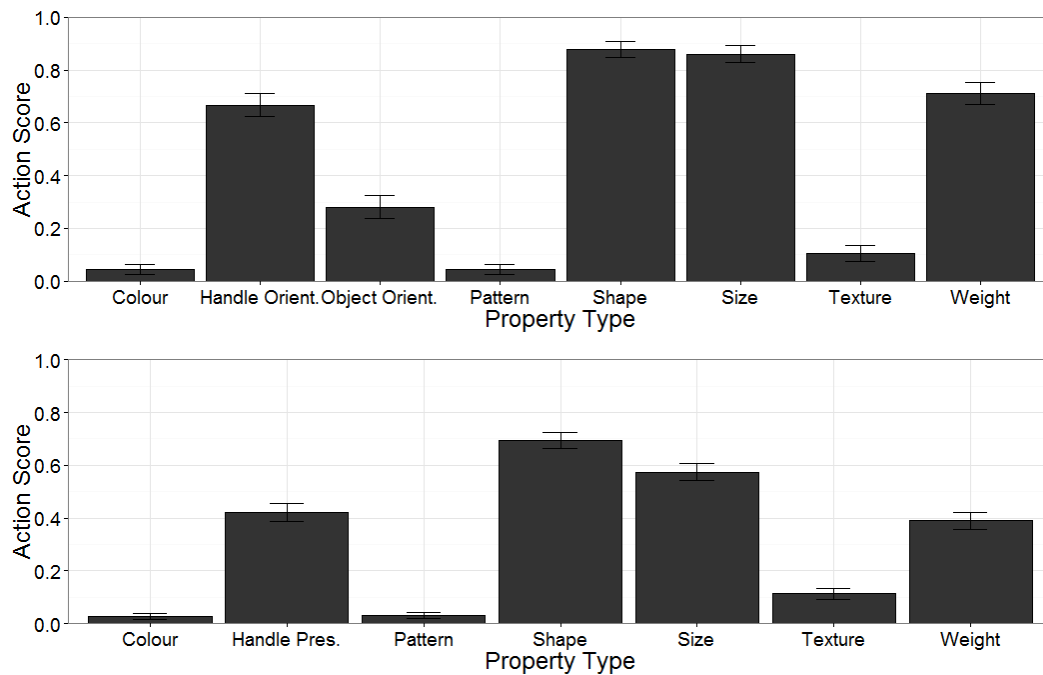 Action Score
1.0
0.8
0.6
0.4
0.2
0.0
Colour Handle Orient. Object Orient. Pattern Shape Size Texture Weight
Property Type
Action Score
1.0
0.8
0.6
0.4
0.2
0.0
Colour Handle Pres. Pattern Shape Size Texture Weight
Property Type